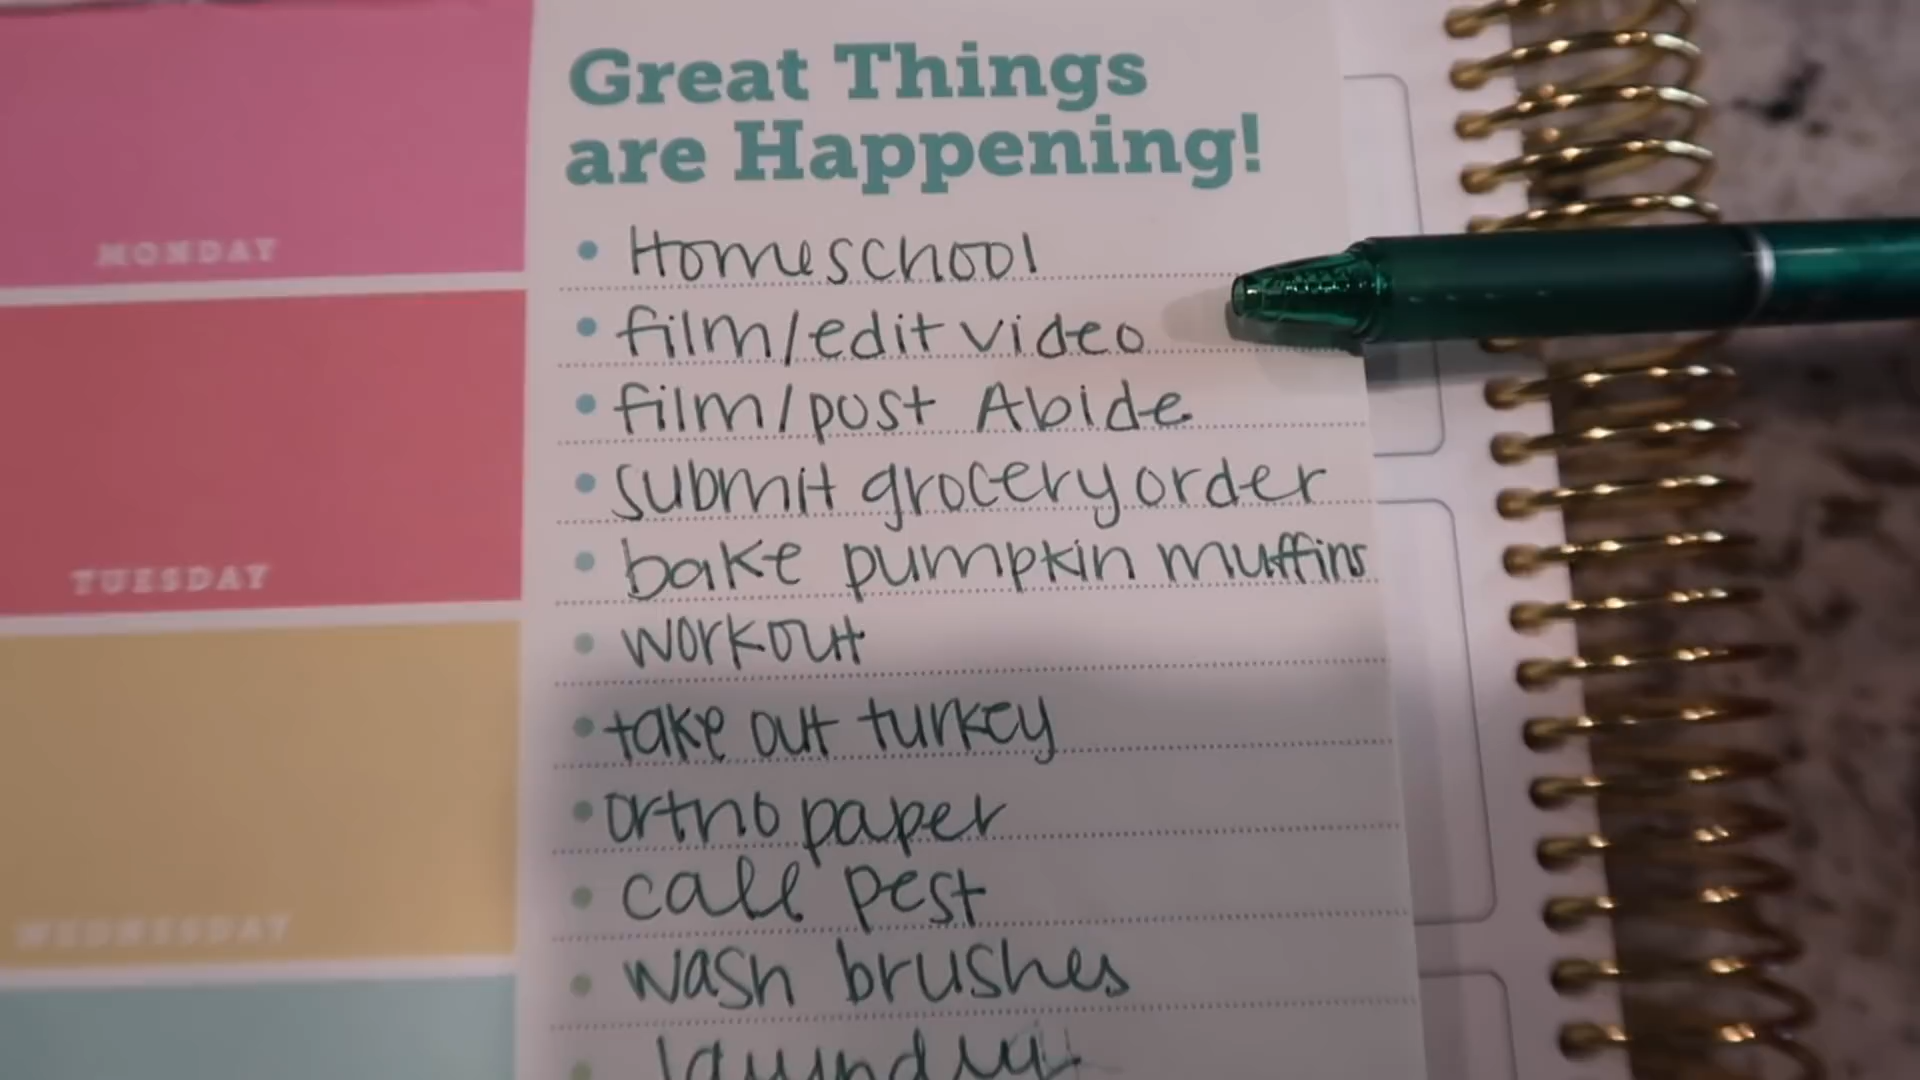 Great Things
are Happening!
MONDAY
• Homeschool
• film/edit video
• film/post Abide
• submit grocery order
TUESDAY
• bake pumpkin muffins
• workout
• take out turkey
• ortho paper
WEDNESDAY
• call pest
• wash brushes
• laundry